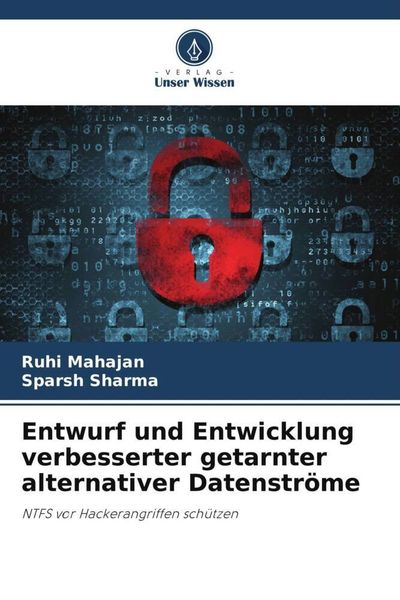 - VERLAG -
Unser Wissen
Ruhi Mahajan
Sparsh Sharma
Entwurf und Entwicklung
verbesserter getarnter
alternativer Datenströme
NTFS vor Hackerangriffen schützen